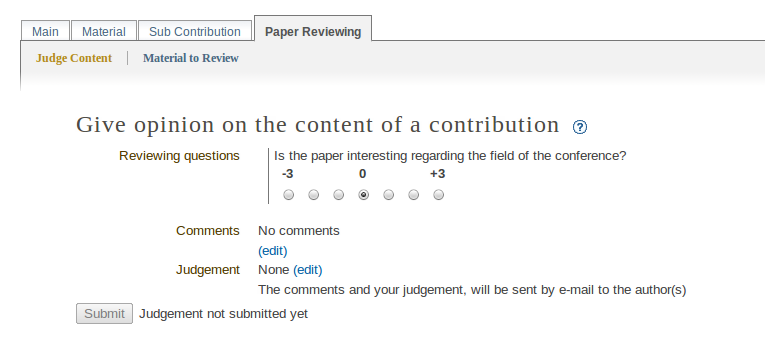 Main Material Sub Contribution Paper Reviewing
Judge Content Material to Review
Give opinion on the content of a contribution ?
Reviewing questions Is the paper interesting regarding the field of the conference?
-3 0 +3
Comments No comments
(edit)
Judgement None (edit)
The comments and your judgement, will be sent by e-mail to the author(s)
Submit Judgement not submitted yet